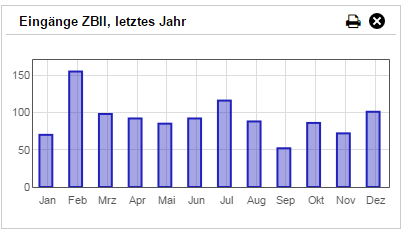 Eingänge ZBII, letztes Jahr
150
100
50
0
Jan Feb Mrz Apr Mai Jun Jul Aug Sep Okt Nov Dez